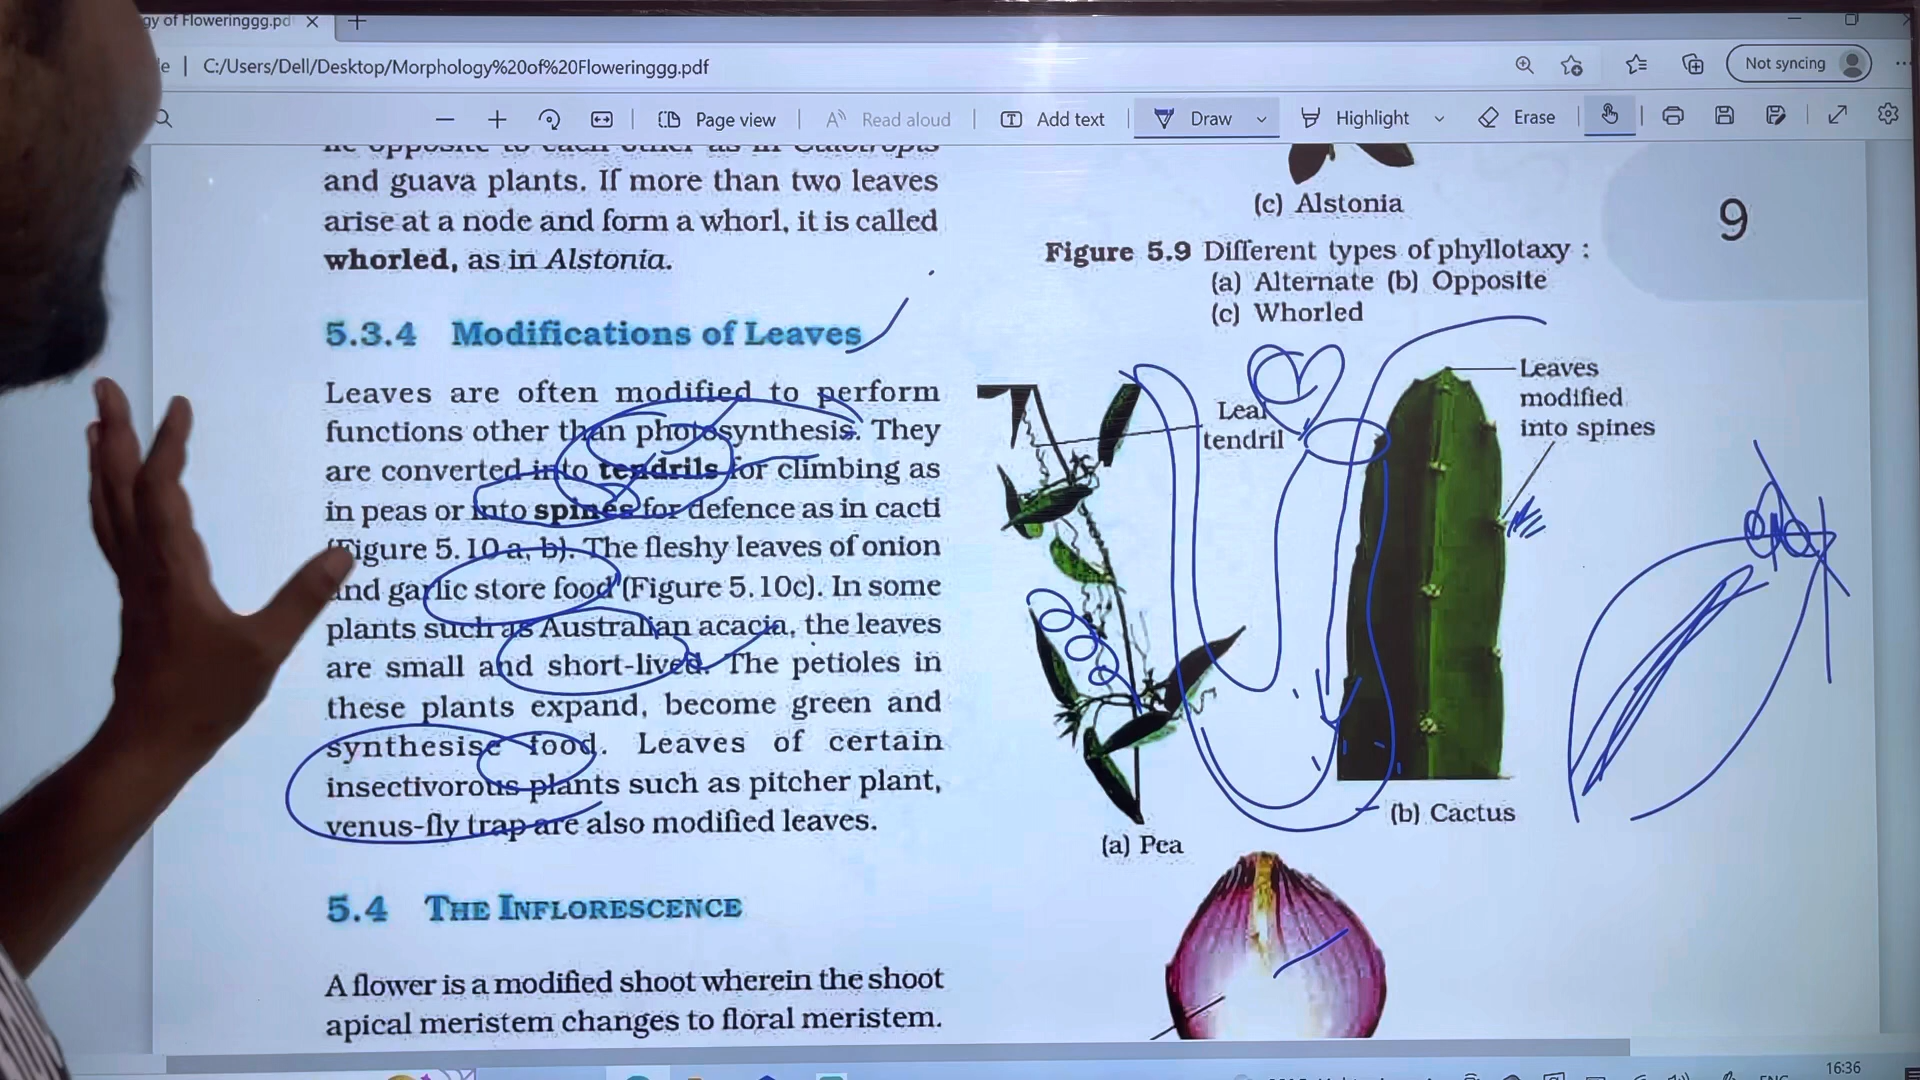 gy of Floweringgg.pd
C:/Users/Dell/Desktop/Morphology%20of%20Floweringgg.pdf
Not syncing
Page view
Read aloud
Add text
Draw
Highlight
Erase
lie opposite to each other as in Calotropis
and guava plants. If more than two leaves
arise at a node and form a whorl, it is called
whorled, as in Alstonia.
5.3.4 Modifications of Leaves
Leaves are often modified to perform
functions other than photosynthesis. They
are converted into tendrils for climbing as
in peas or into spines for defence as in cacti
(Figure 5.10 a, b). The fleshy leaves of onion
and garlic store food (Figure 5.10c). In some
plants such as Australian acacia, the leaves
are small and short-lived. The petioles in
these plants expand, become green and
synthesise food. Leaves of certain
insectivorous plants such as pitcher plant,
venus-fly trap are also modified leaves.
5.4 THE INFLORESCENCE
A flower is a modified shoot wherein the shoot
apical meristem changes to floral meristem.
(c) Alstonia
9
Figure 5.9 Different types of phyllotaxy :
(a) Alternate (b) Opposite
(c) Whorled
Leaf
tendril
Leaves
modified
into spines
(a) Pea
(b) Cactus
16:36